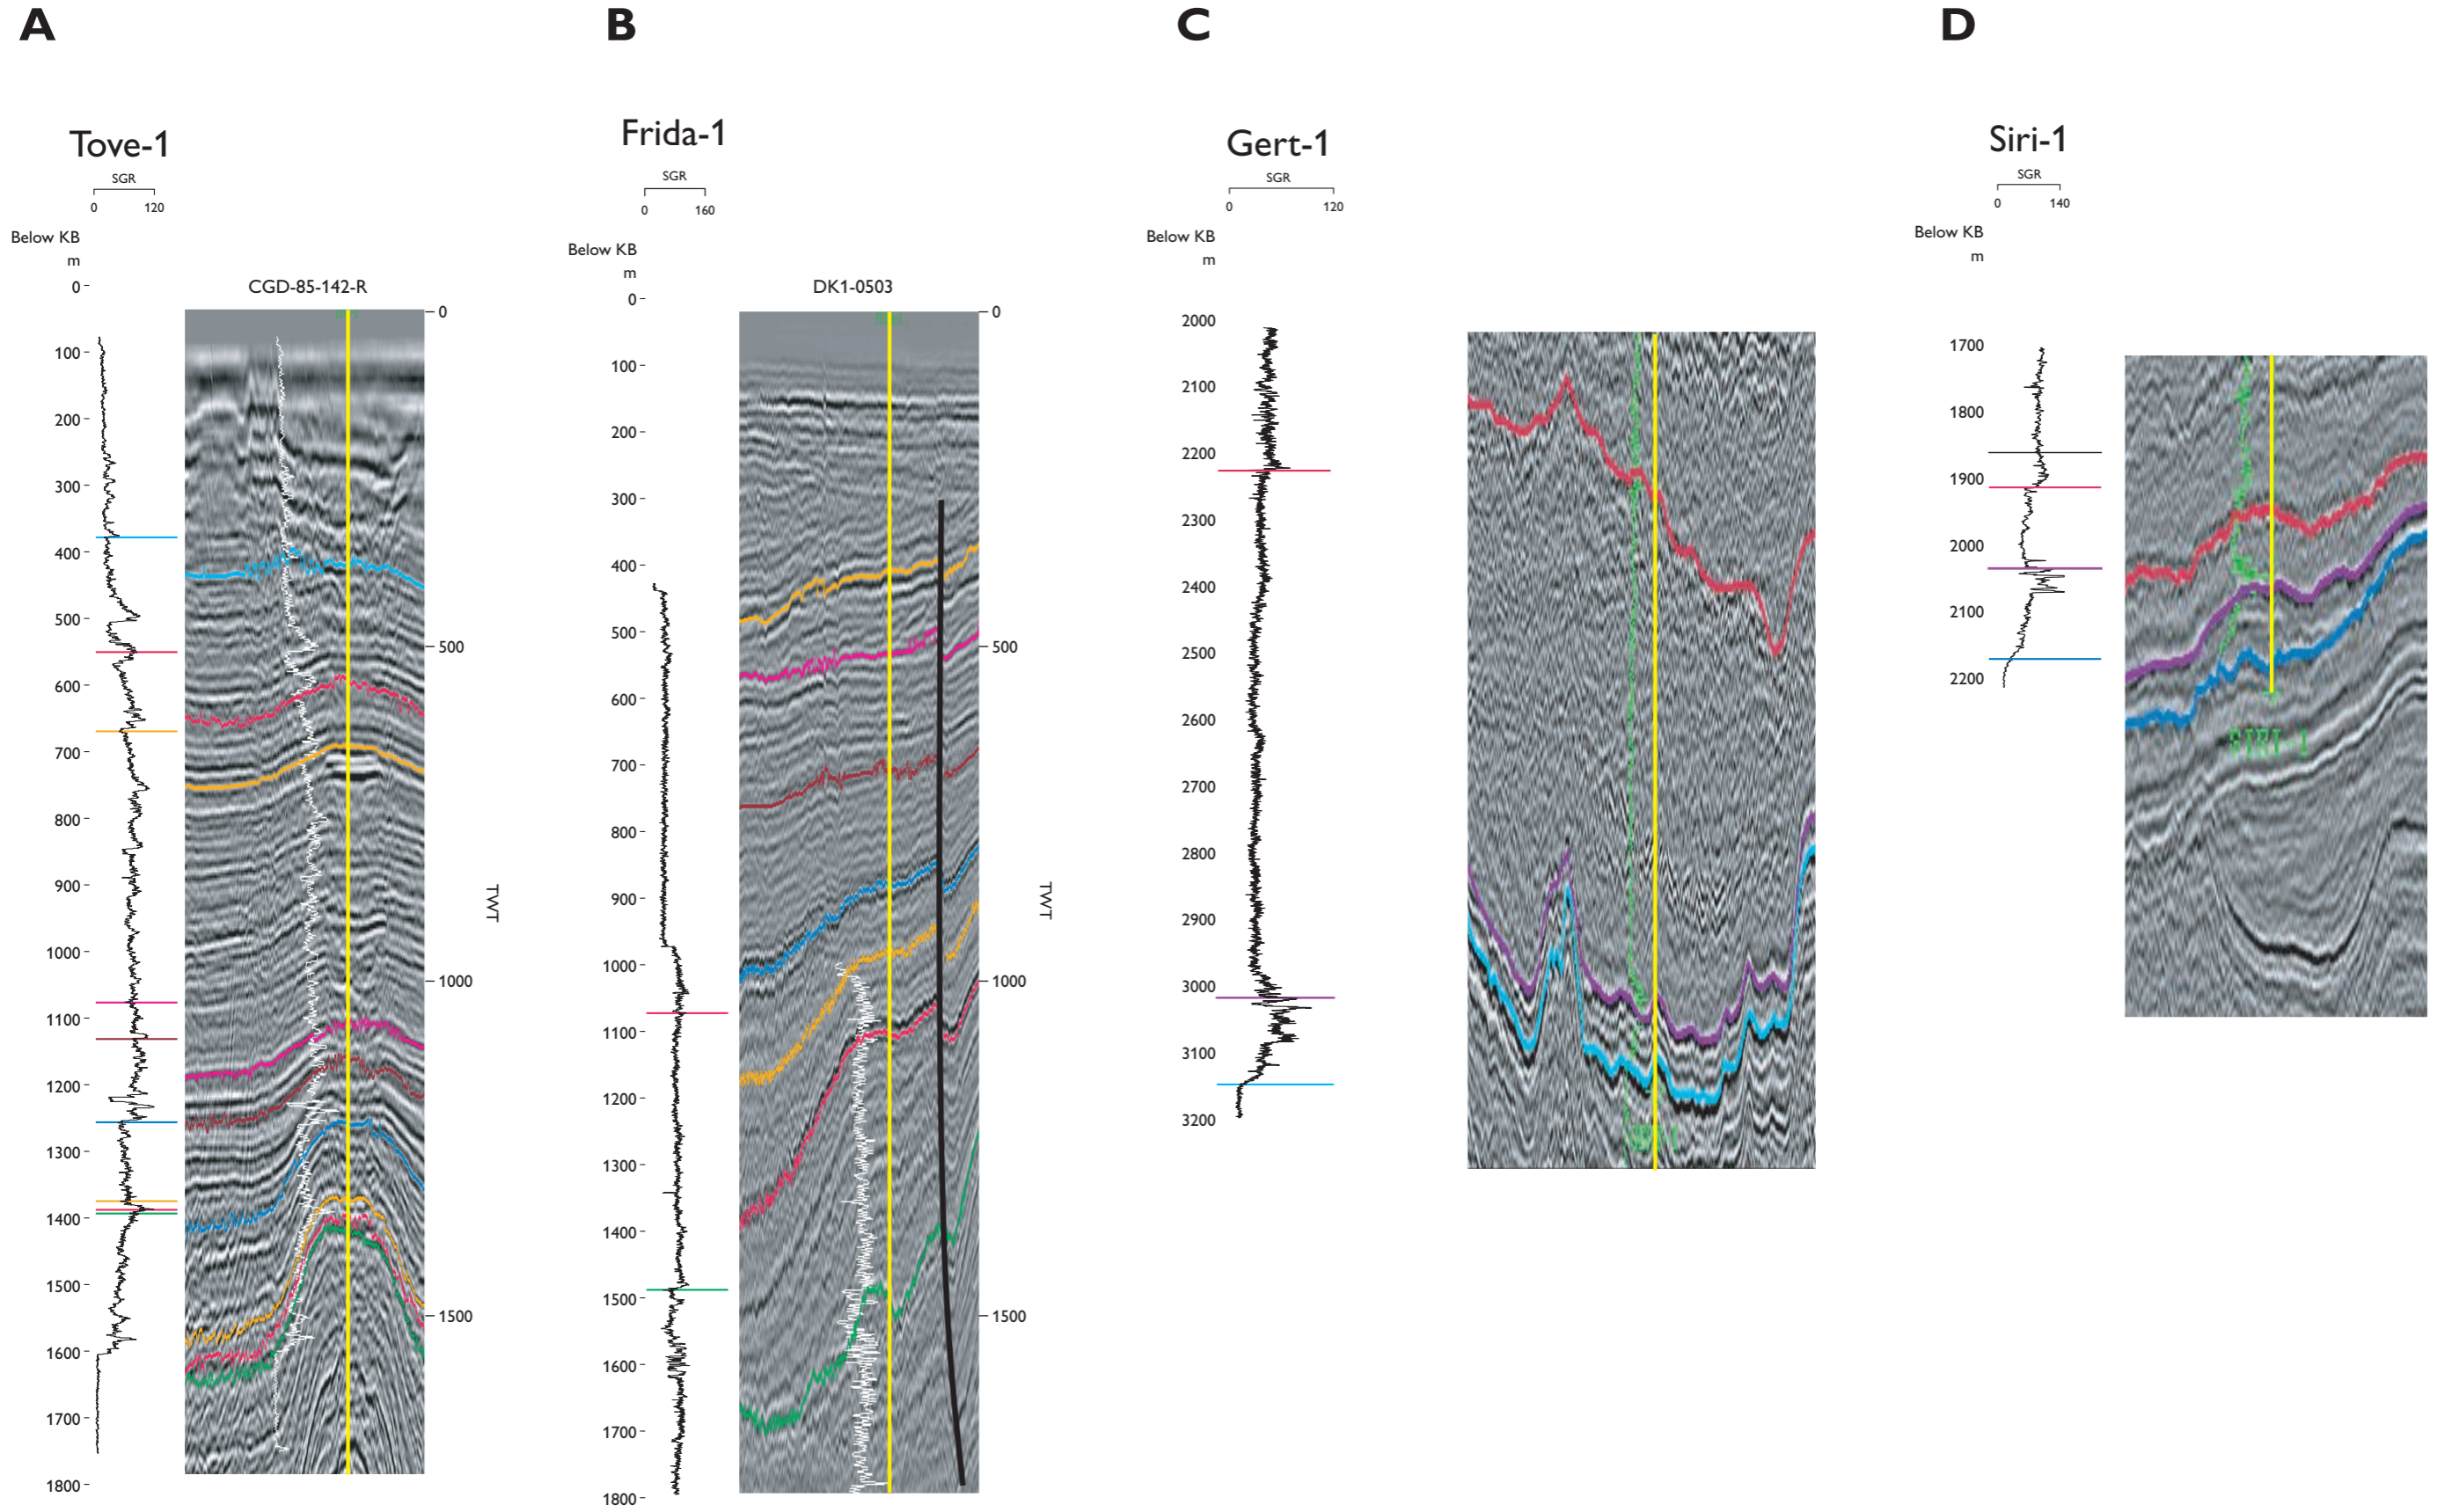 A
Tove-1
SGR
0 120
Below KB
m
0
100
200
300
400
500
600
700
800
900
1000
1100
1200
1300
1400
1500
1600
1700
1800
CGD-85-142-R
0
500
1000
1500
TWT
B
Frida-1
SGR
0 160
Below KB
m
0
100
200
300
400
500
600
700
800
900
1000
1100
1200
1300
1400
1500
1600
1700
1800
DK1-0503
0
500
1000
1500
TWT
C
Gert-1
SGR
0 120
Below KB
m
2000
2100
2200
2300
2400
2500
2600
2700
2800
2900
3000
3100
3200
D
Siri-1
SGR
0 140
Below KB
m
1700
1800
1900
2000
2100
2200
SIRI-1